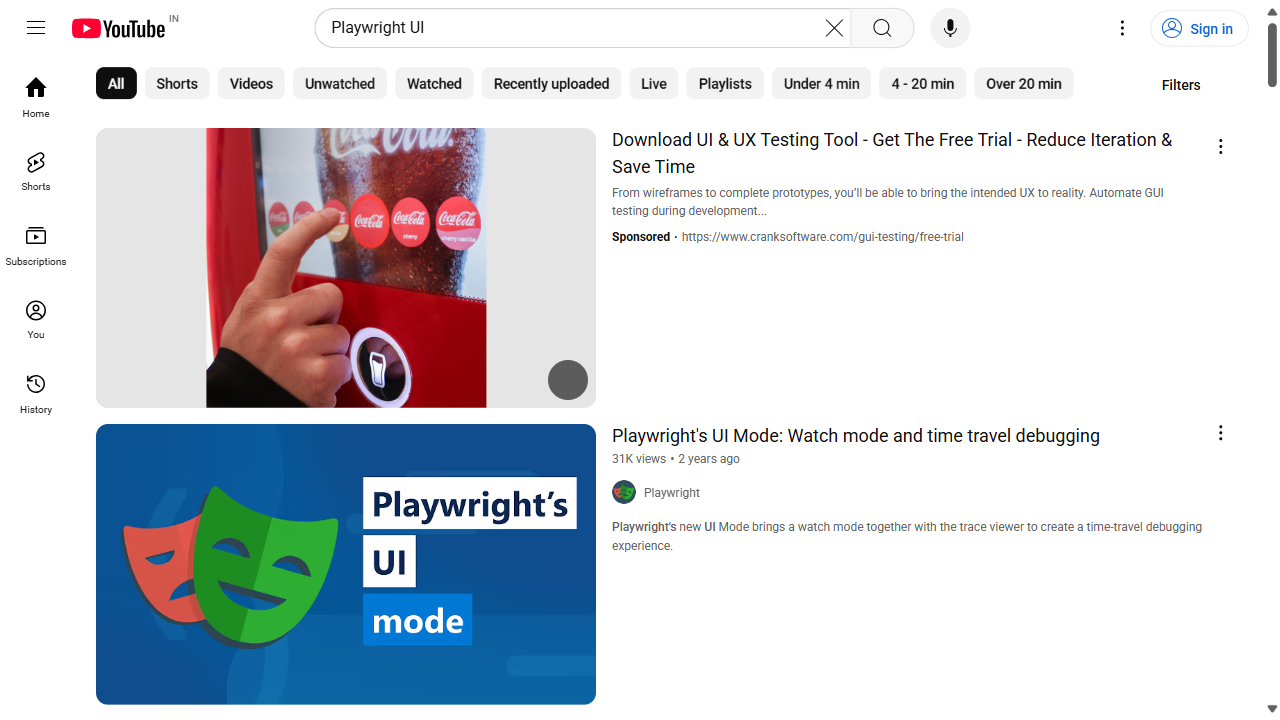 YouTube IN
Playwright UI
Sign in
All
Shorts
Videos
Unwatched
Watched
Recently uploaded
Live
Playlists
Under 4 min
4 - 20 min
Over 20 min
Filters
Home
Shorts
Subscriptions
You
History
Coca-Cola
Coca-Cola
Coca-Cola
cherry
Coca-Cola
cherry vanilla
Download UI & UX Testing Tool - Get The Free Trial - Reduce Iteration &
Save Time
From wireframes to complete prototypes, you'll be able to bring the intended UX to reality. Automate GUI
testing during development...
Sponsored · https://www.cranksoftware.com/gui-testing/free-trial
Playwright's
UI
mode
Playwright's UI Mode: Watch mode and time travel debugging
31K views • 2 years ago
Playwright
Playwright's new UI Mode brings a watch mode together with the trace viewer to create a time-travel debugging
experience.